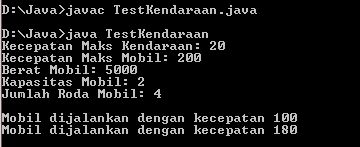 D:\Java>javac TestKendaraan.java
D:\Java>java TestKendaraan
Kecepatan Maks Kendaraan: 20
Kecepatan Maks Mobil: 200
Berat Mobil: 5000
Kapasitas Mobil: 2
Jumlah Roda Mobil: 4
Mobil dijalankan dengan kecepatan 100
Mobil dijalankan dengan kecepatan 180